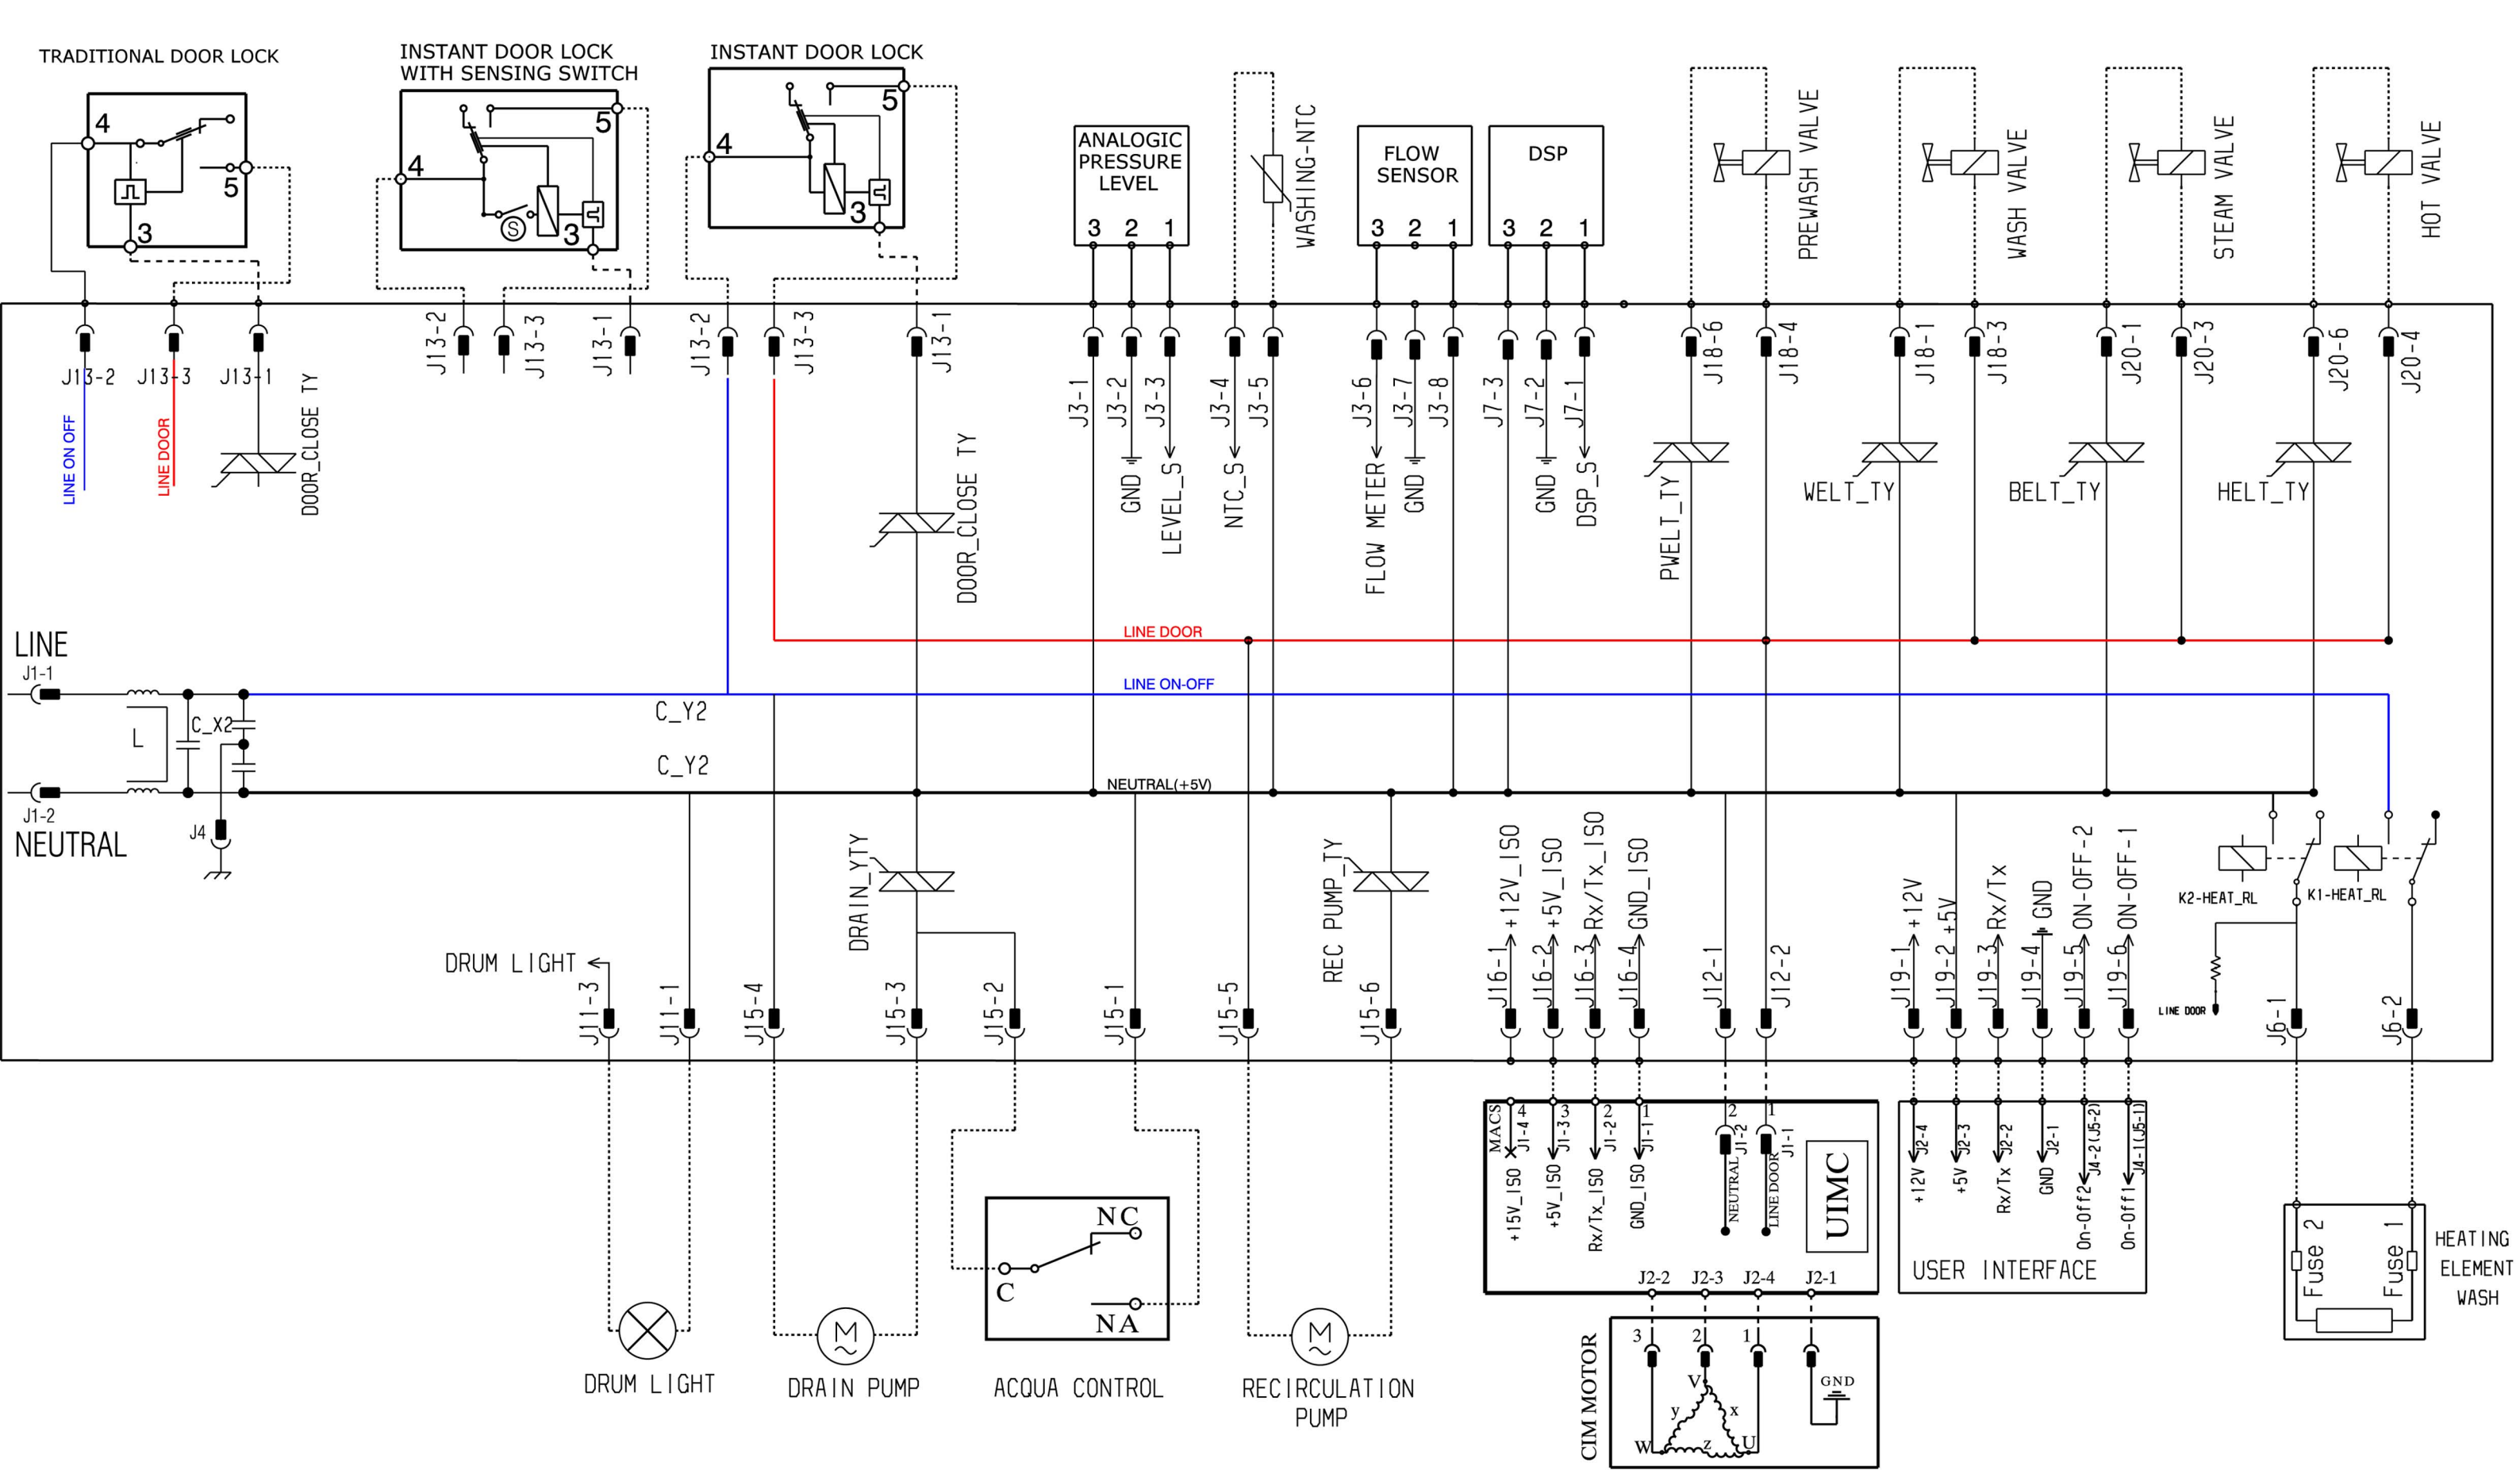 TRADITIONAL DOOR LOCK
4
5
3
INSTANT DOOR LOCK
WITH SENSING SWITCH
5
4
S
3
INSTANT DOOR LOCK
5
4
3
ANALOGIC
PRESSURE
LEVEL
3 2 1
WASHING-NTC
FLOW
SENSOR
3 2 1
DSP
3 2 1
PREWASH VALVE
WASH VALVE
STEAM VALVE
HOT VALVE
J13-2
J13-3
J13-1
J13-2
J13-3
J13-1
J13-2
J13-3
J13-1
J3-1
J3-2
J3-3
J3-4
J3-5
J3-6
J3-7
J3-8
J7-3
J7-2
J7-1
J18-6
J18-4
J18-1
J18-3
J20-1
J20-3
J20-6
J20-4
LINE ON OFF
LINE DOOR
DOOR_CLOSE TY
DOOR_CLOSE TY
GND
LEVEL_S
NTC_S
FLOW METER
GND
GND
DSP_S
PWELT_TY
WELT_TY
BELT_TY
HELT_TY
LINE DOOR
LINE
J1-1
LINE ON-OFF
C_Y2
C_X2
L
C_Y2
NEUTRAL(+5V)
J1-2
NEUTRAL
J4
DRAIN_YTY
REC PUMP_TY
+12V_ISO
+5V_ISO
Rx/Tx_ISO
GND_ISO
+12V
+5V
Rx/Tx
GND
ON-OFF-2
ON-OFF-1
K2-HEAT_RL
K1-HEAT_RL
DRUM LIGHT
J11-3
J11-1
J15-4
J15-3
J15-2
J15-1
J15-5
J15-6
J16-1
J16-2
J16-3
J16-4
J12-1
J12-2
J19-1
J19-2
J19-3
J19-4
J19-5
J19-6
LINE DOOR
J6-1
J6-2
MACS
4
J1-4
3
J1-3
2
J1-2
1
J1-1
2
J1-2
1
J1-1
+15V_ISO
+5V_ISO
Rx/Tx_ISO
GND_ISO
NEUTRAL
LINE DOOR
UIMC
J2-2 J2-3 J2-4 J2-1
J2-4
J2-3
J2-2
J2-1
J4-2(J5-2)
J4-1(J5-1)
+12V
+5V
Rx/Tx
GND
On-Off2
On-Off1
USER INTERFACE
Fuse 2
Fuse 1
HEATING
ELEMENT
WASH
NC
C
NA
DRUM LIGHT
M
DRAIN PUMP
ACQUA CONTROL
M
RECIRCULATION
PUMP
CIM MOTOR
3 2 1
GND
V
y
x
W
z
U